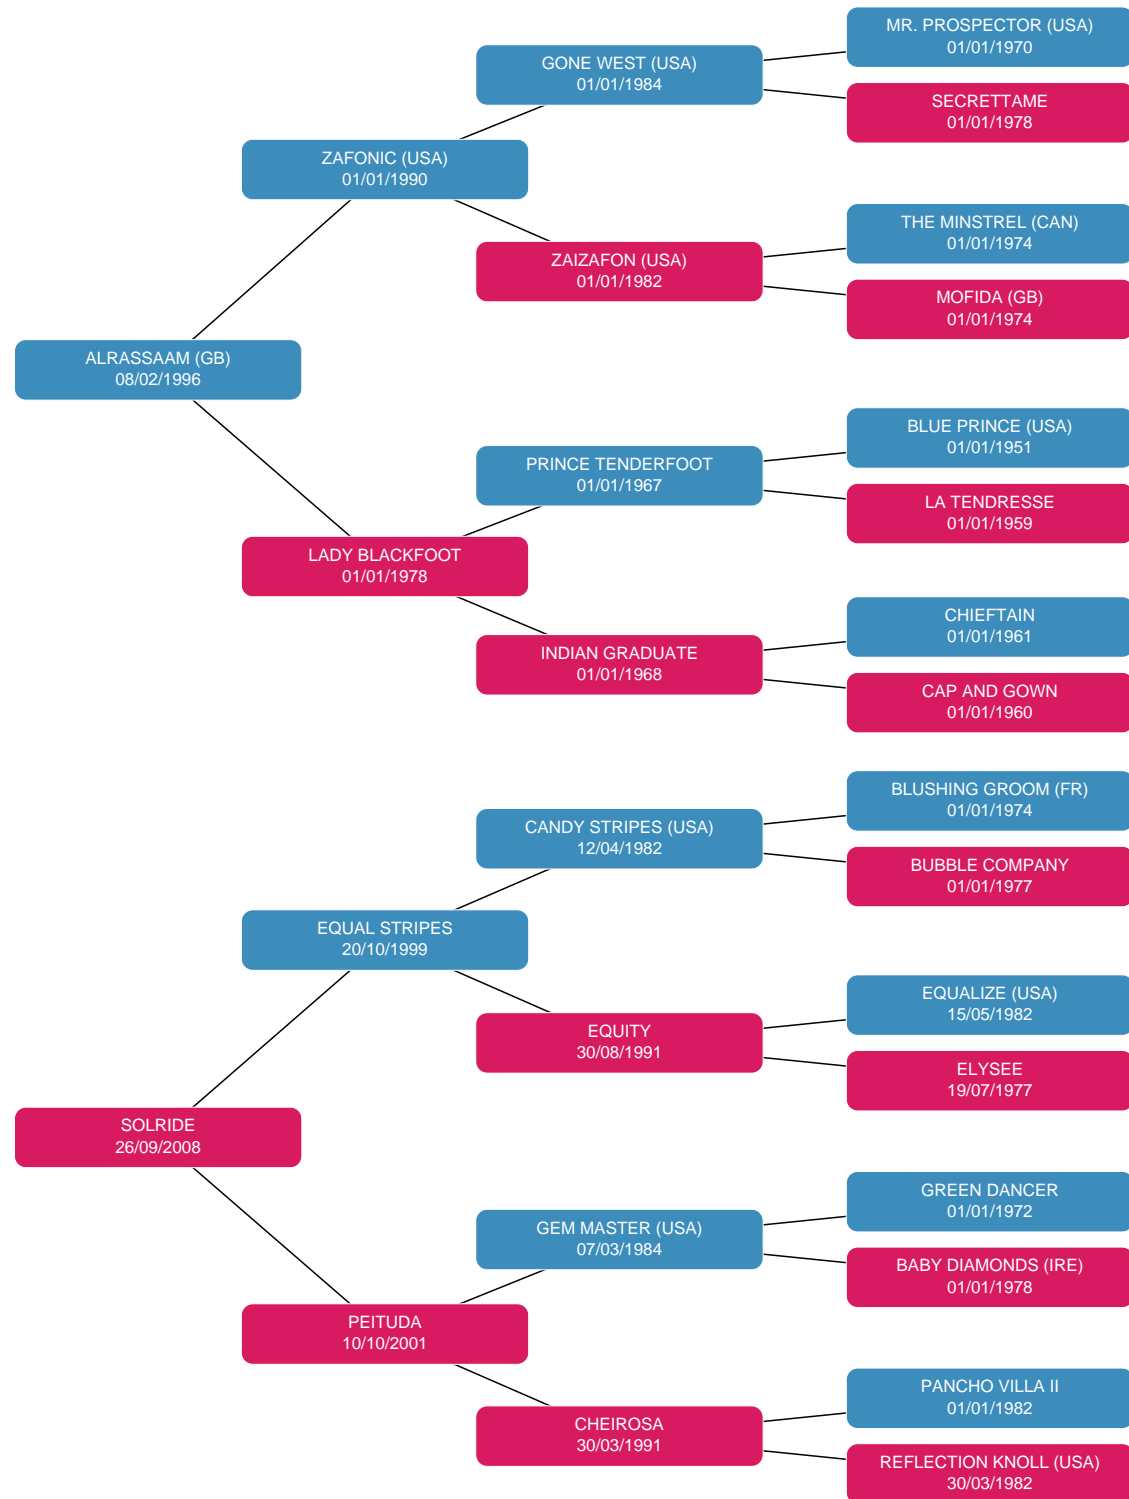 MR. PROSPECTOR (USA)
01/01/1970
GONE WEST (USA)
01/01/1984
SECRETTAME
01/01/1978
ZAFONIC (USA)
01/01/1990
THE MINSTREL (CAN)
01/01/1974
ZAIZAFON (USA)
01/01/1982
MOFIDA (GB)
01/01/1974
ALRASSAAM (GB)
08/02/1996
BLUE PRINCE (USA)
01/01/1951
PRINCE TENDERFOOT
01/01/1967
LA TENDRESSE
01/01/1959
LADY BLACKFOOT
01/01/1978
CHIEFTAIN
01/01/1961
INDIAN GRADUATE
01/01/1968
CAP AND GOWN
01/01/1960
BLUSHING GROOM (FR)
01/01/1974
CANDY STRIPES (USA)
12/04/1982
BUBBLE COMPANY
01/01/1977
EQUAL STRIPES
20/10/1999
EQUALIZE (USA)
15/05/1982
EQUITY
30/08/1991
ELYSEE
19/07/1977
SOLRIDE
26/09/2008
GREEN DANCER
01/01/1972
GEM MASTER (USA)
07/03/1984
BABY DIAMONDS (IRE)
01/01/1978
PEITUDA
10/10/2001
PANCHO VILLA II
01/01/1982
CHEIROSA
30/03/1991
REFLECTION KNOLL (USA)
30/03/1982